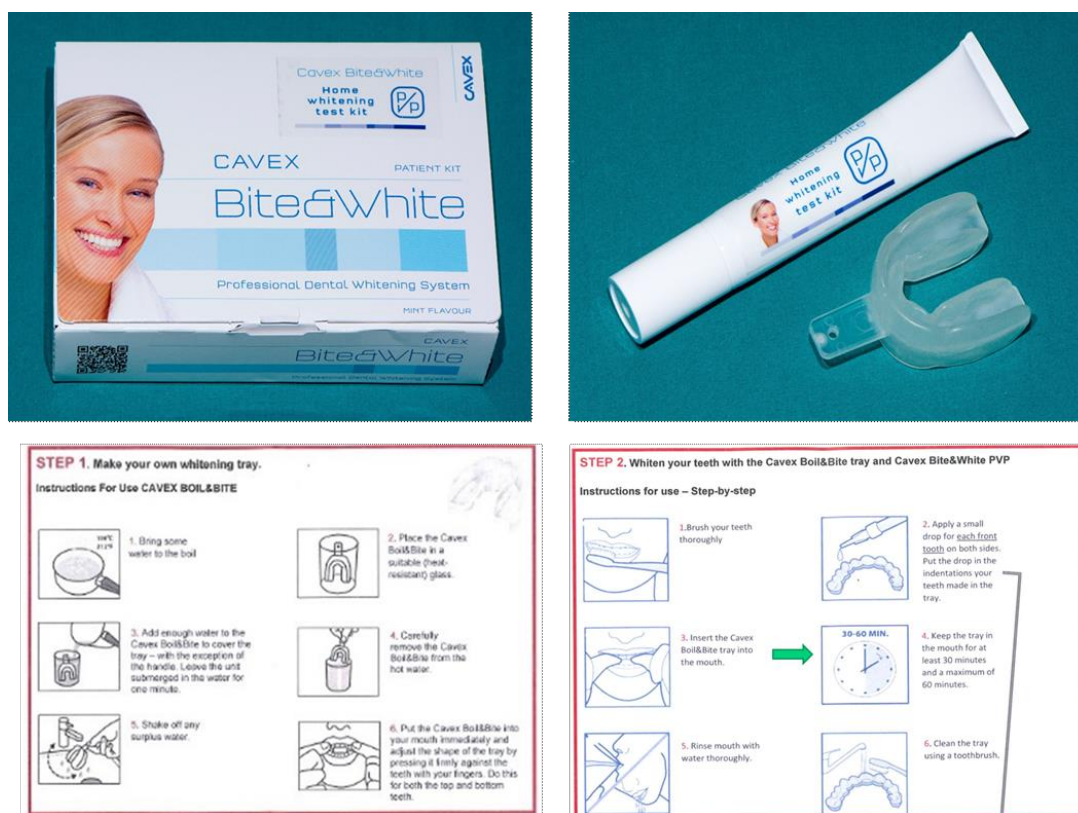 Cavex Bite&White
Home
whitening
test kit
P/P
CAVEX
CAVEX
PATIENT KIT
Bite&White
Professional Dental Whitening System
MINT FLAVOUR
CAVEX
Bite&White
Professional Dental Whitening System
Bite&White
Home
whitening
test kit
P/P
STEP 1. Make your own whitening tray.
Instructions For Use CAVEX BOIL&BITE
100°C
212°F
1. Bring some
water to the boil
2. Place the Cavex
Boil&Bite in a
suitable (heat-
resistant) glass.
3. Add enough water to the
Cavex Boil&Bite to cover the
tray – with the exception of
the handle. Leave the unit
submerged in the water for
one minute.
4. Carefully
remove the Cavex
Boil&Bite from the
hot water.
5. Shake off any
surplus water.
6. Put the Cavex Boil&Bite into
your mouth immediately and
adjust the shape of the tray by
pressing it firmly against the
teeth with your fingers. Do this
for both the top and bottom
teeth.
STEP 2. Whiten your teeth with the Cavex Boil&Bite tray and Cavex Bite&White PVP
Instructions for use – Step-by-step
1.Brush your teeth
thoroughly
2. Apply a small
drop for each front
tooth on both sides.
Put the drop in the
indentations your
teeth made in the
tray.
3. Insert the Cavex
Boil&Bite tray into
the mouth.
30-60 MIN.
4. Keep the tray in
the mouth for at
least 30 minutes
and a maximum of
60 minutes.
5. Rinse mouth with
water thoroughly.
6. Clean the tray
using a toothbrush.